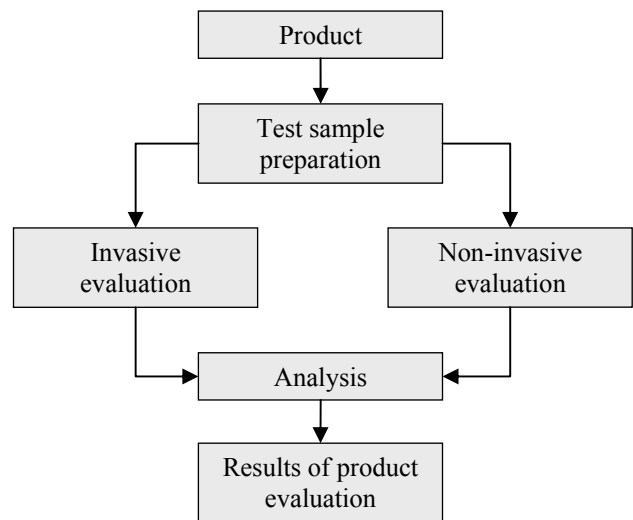 Product
Test sample
preparation
Invasive
evaluation
Non-invasive
evaluation
Analysis
Results of product
evaluation